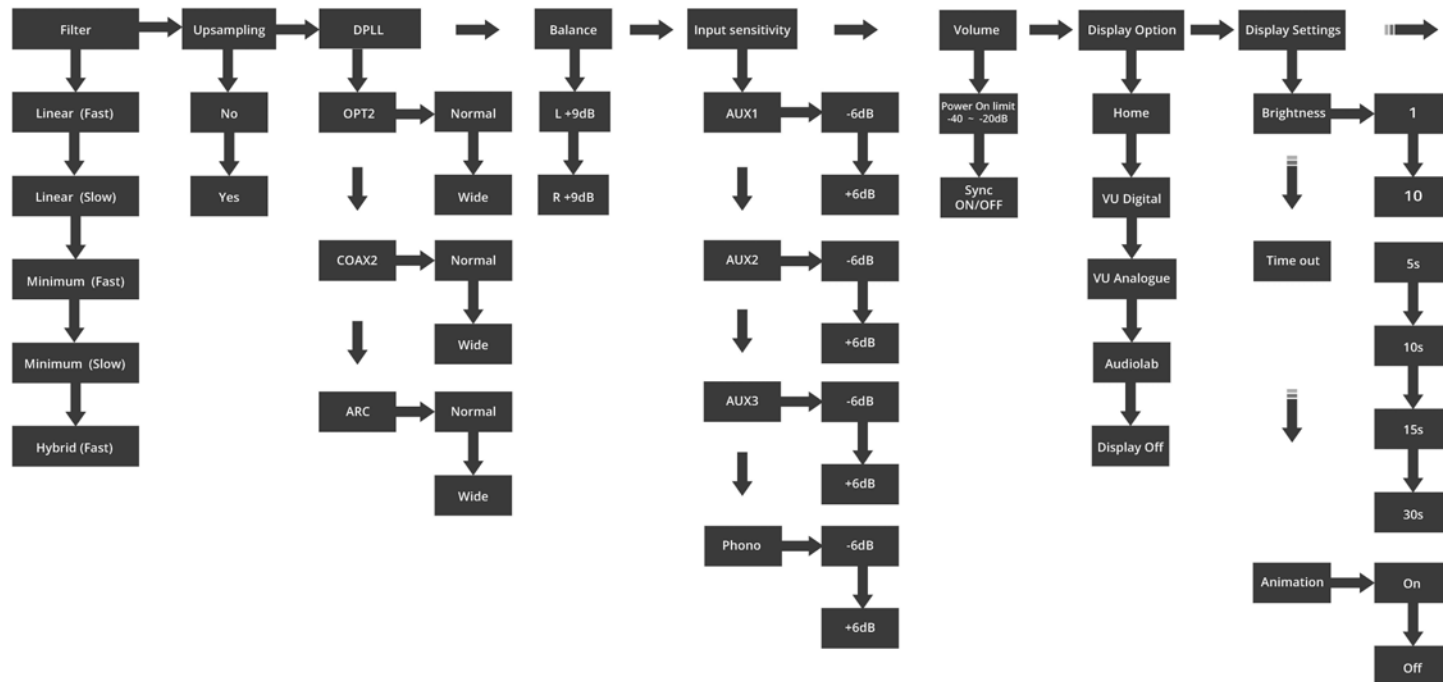 Filter
Upsampling
DPLL
Balance
Input sensitivity
Volume
Display Option
Display Settings
Linear (Fast)
Linear (Slow)
Minimum (Fast)
Minimum (Slow)
Hybrid (Fast)
No
Yes
OPT2
Normal
Wide
COAX2
Normal
Wide
ARC
Normal
Wide
L +9dB
R +9dB
AUX1
-6dB
+6dB
AUX2
-6dB
+6dB
AUX3
-6dB
+6dB
Phono
-6dB
+6dB
Power On limit
-40 ~ -20dB
Sync
ON/OFF
Home
VU Digital
VU Analogue
Audiolab
Display Off
Brightness
1
10
Time out
5s
10s
15s
30s
Animation
On
Off